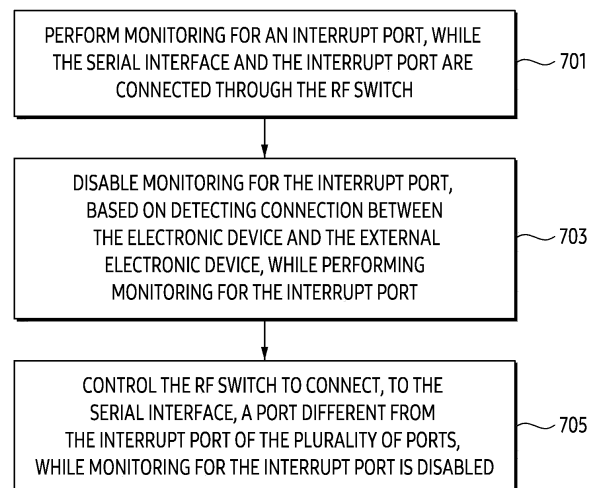 PERFORM MONITORING FOR AN INTERRUPT PORT, WHILE
THE SERIAL INTERFACE AND THE INTERRUPT PORT ARE
CONNECTED THROUGH THE RF SWITCH
701
DISABLE MONITORING FOR THE INTERRUPT PORT,
BASED ON DETECTING CONNECTION BETWEEN
THE ELECTRONIC DEVICE AND THE EXTERNAL
ELECTRONIC DEVICE, WHILE PERFORMING
MONITORING FOR THE INTERRUPT PORT
703
CONTROL THE RF SWITCH TO CONNECT, TO THE
SERIAL INTERFACE, A PORT DIFFERENT FROM
THE INTERRUPT PORT OF THE PLURALITY OF PORTS,
WHILE MONITORING FOR THE INTERRUPT PORT IS DISABLED
705